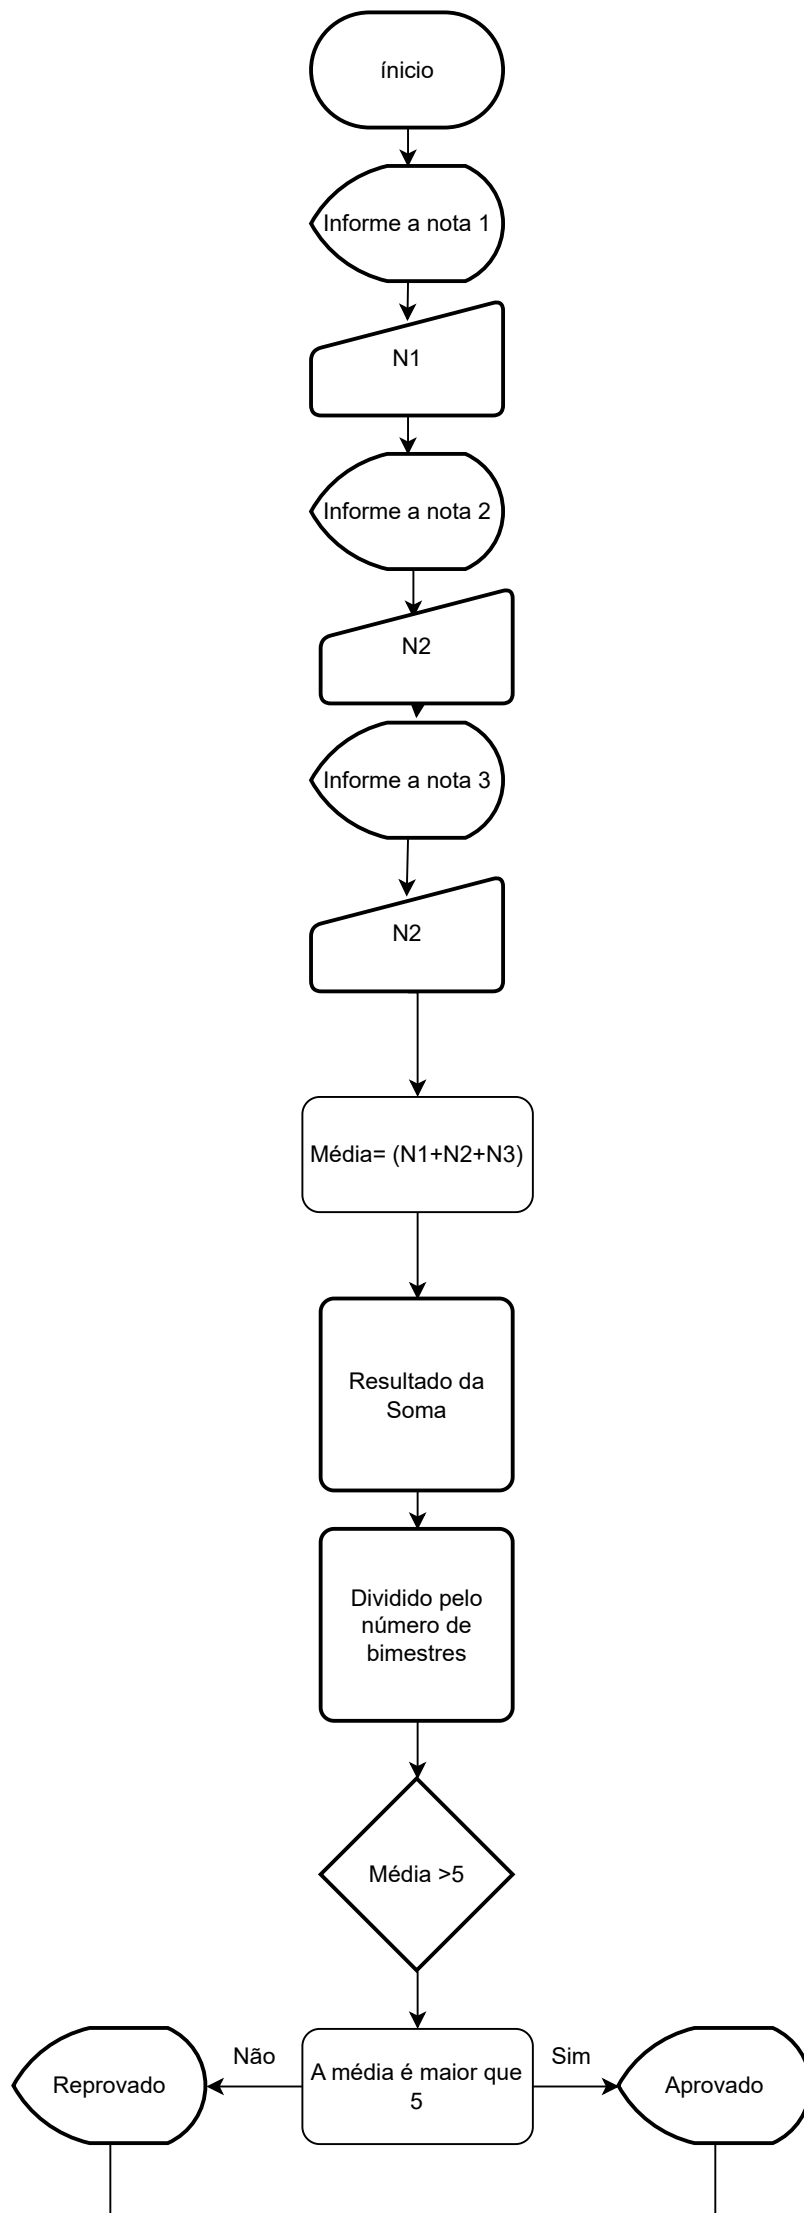 ínicio
Informe a nota 1
N1
Informe a nota 2
N2
Informe a nota 3
N2
Média= (N1+N2+N3)
Resultado da
Soma
Dividido pelo
número de
bimestres
Média >5
Não
Sim
Reprovado
A média é maior que
5
Aprovado